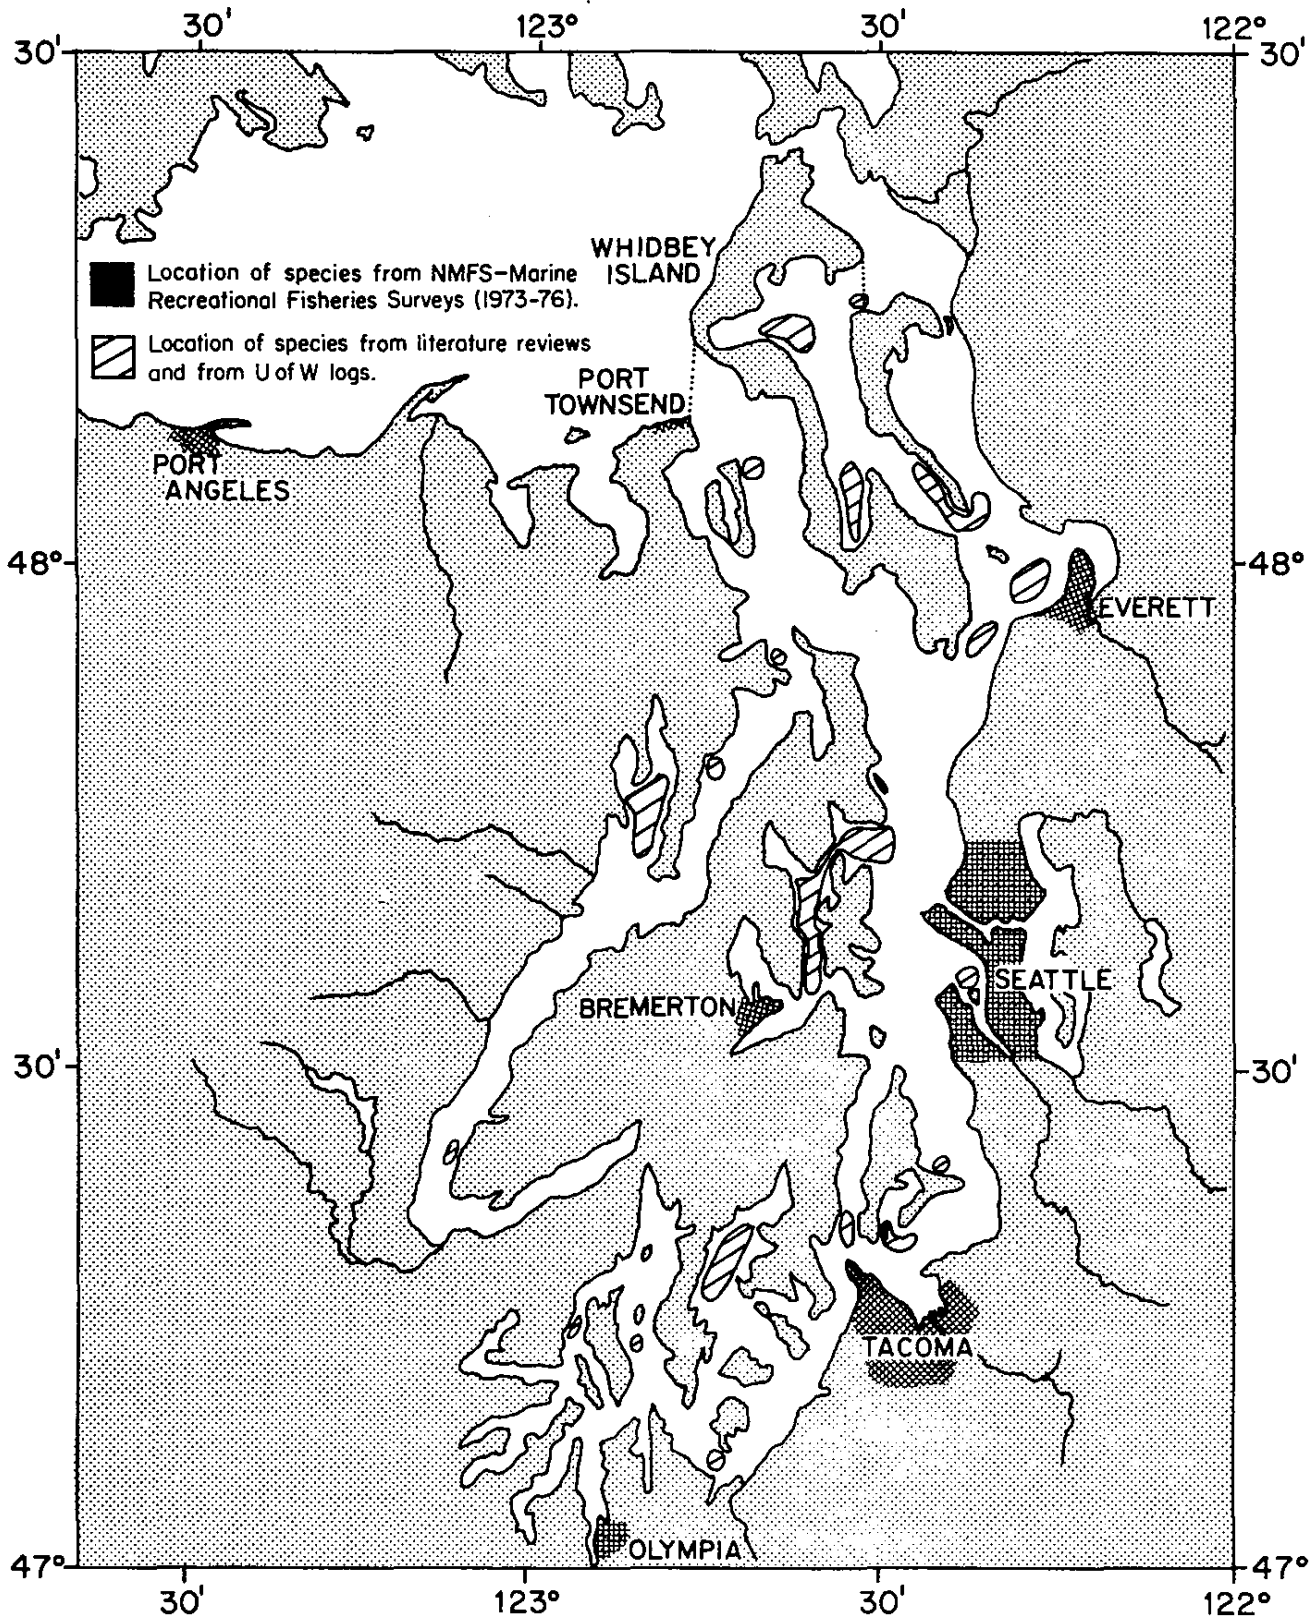 30' 123° 30' 122°
30' 30'
WHIDBEY
ISLAND
Location of species from NMFS-Marine
Recreational Fisheries Surveys (1973-76).
Location of species from literature reviews
and from U of W logs.
PORT
TOWNSEND
PORT
ANGELES
48° 48°
EVERETT
SEATTLE
BREMERTON
30' 30'
TACOMA
OLYMPIA
47° 47°
30' 123° 30' 122°